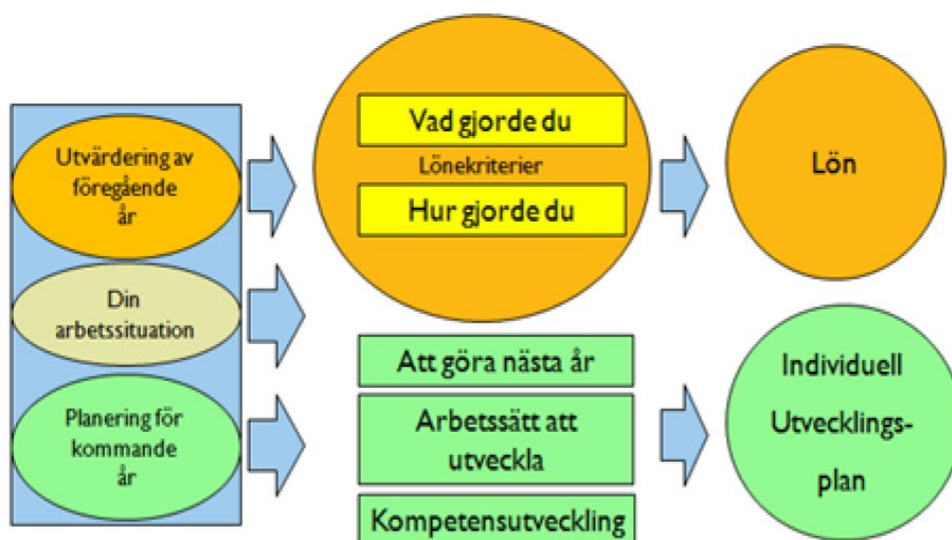 Utvärdering av
föregående
år
Din
arbetssituation
Planering för
kommande
år
Vad gjorde du
Lönekriterier
Hur gjorde du
Att göra nästa år
Arbetssätt att
utveckla
Kompetensutveckling
Lön
Individuell
Utvecklings-
plan